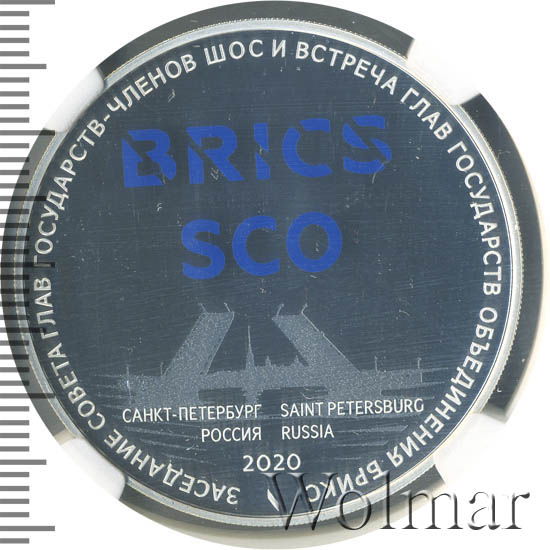 ЗАСЕДАНИЕ СОВЕТА ГЛАВ ГОСУДАРСТВ-ЧЛЕНОВ ШОС И ВСТРЕЧА ГЛАВ ГОСУДАРСТВ ОБЪЕДИНЕНИЯ БРИКС
BRICS
SCO
САНКТ-ПЕТЕРБУРГ SAINT PETERSBURG
РОССИЯ RUSSIA
2020
Wolmar